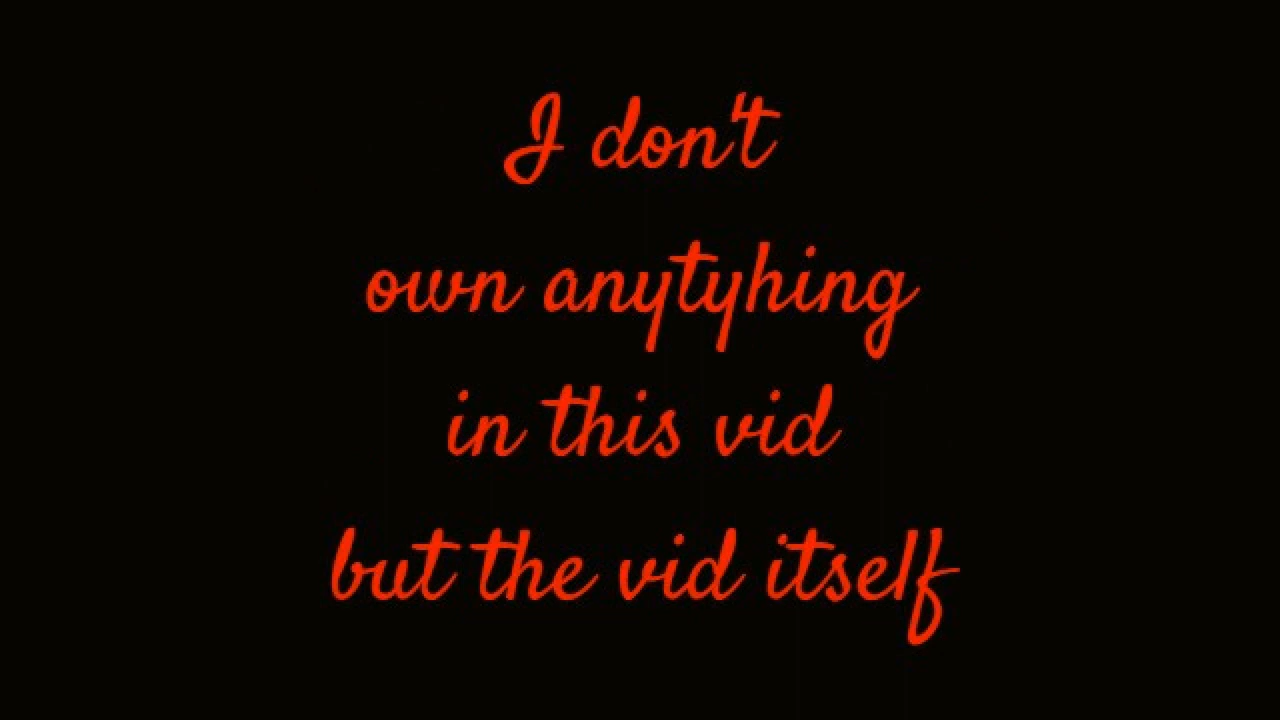 I don't
own anytyhing
in this vid
but the vid itself